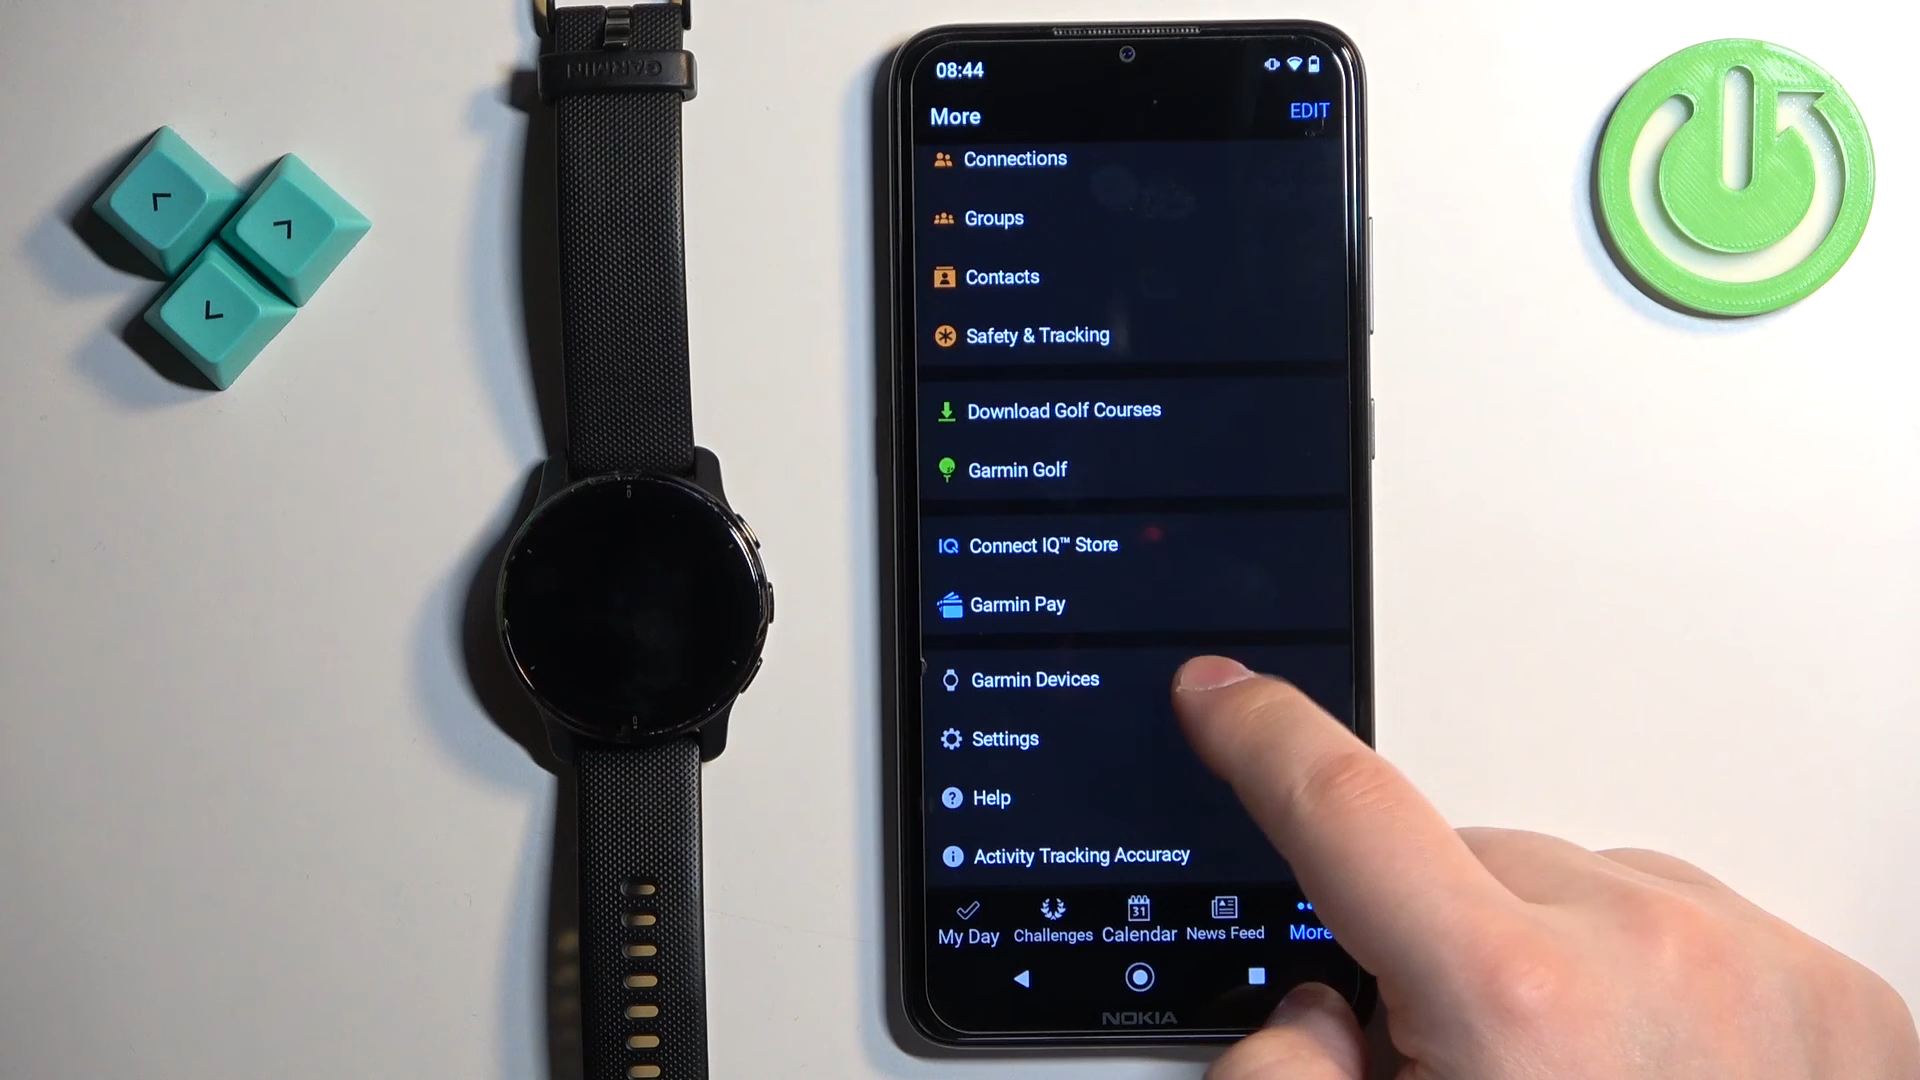 GARMIN
08:44
More
EDIT
Connections
Groups
Contacts
Safety & Tracking
Download Golf Courses
Garmin Golf
IQ Connect IQ™ Store
Garmin Pay
Garmin Devices
Settings
Help
Activity Tracking Accuracy
31
My Day Challenges Calendar News Feed More
NOKIA